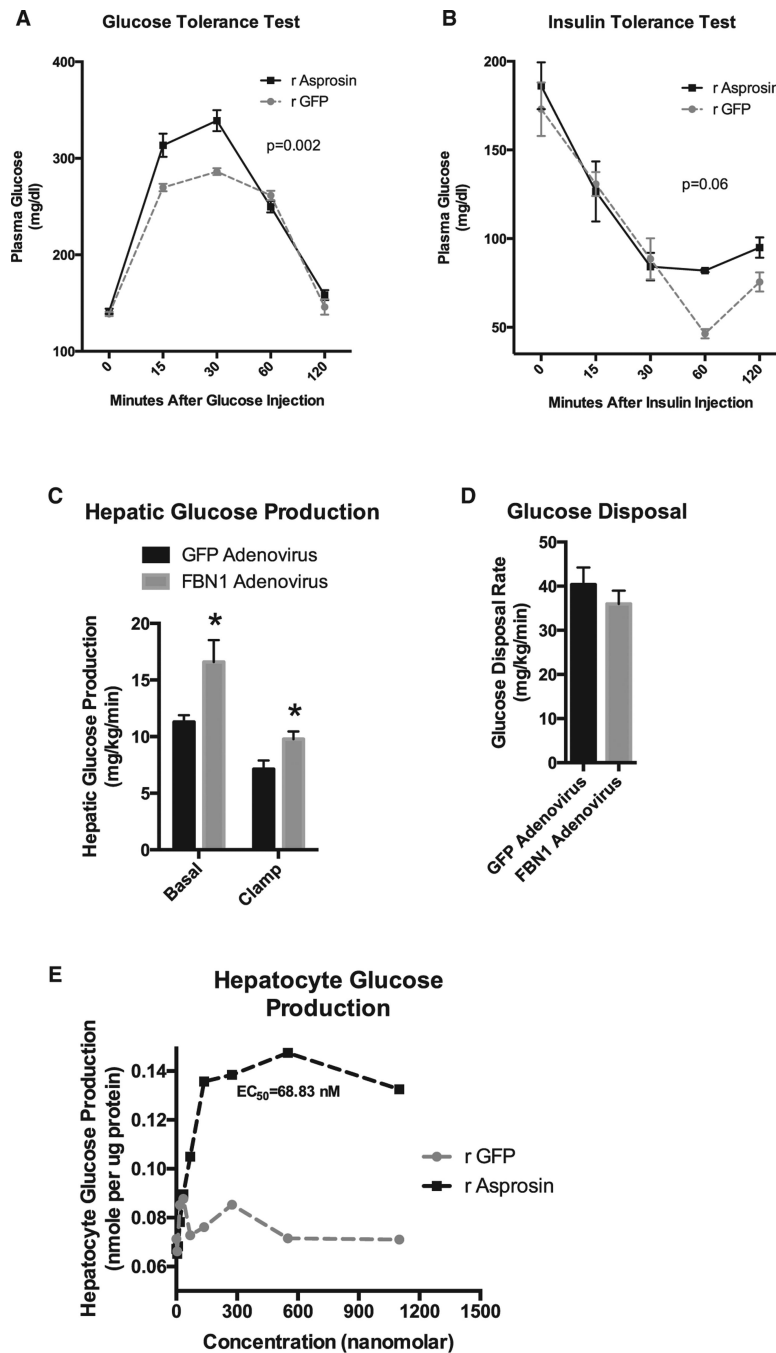 A
Glucose Tolerance Test
400
300
200
100
Plasma Glucose
(mg/dl)
r Asprosin
r GFP
p=0.002
0
15
30
60
120
Minutes After Glucose Injection
B
Insulin Tolerance Test
200
150
100
50
Plasma Glucose
(mg/dl)
r Asprosin
r GFP
p=0.06
0
15
30
60
120
Minutes After Insulin Injection
C
Hepatic Glucose Production
GFP Adenovirus
FBN1 Adenovirus
20
15
10
5
0
Hepatic Glucose Production
(mg/kg/min)
*
*
Basal
Clamp
D
Glucose Disposal
50
40
30
20
10
0
Glucose Disposal Rate
(mg/kg/min)
GFP Adenovirus
FBN1 Adenovirus
E
Hepatocyte Glucose
Production
0.14
0.12
0.10
0.08
0.06
Hepatocyte Glucose Production
(nmole per ug protein)
EC50=68.83 nM
r GFP
r Asprosin
0
300
600
900
1200
1500
Concentration (nanomolar)